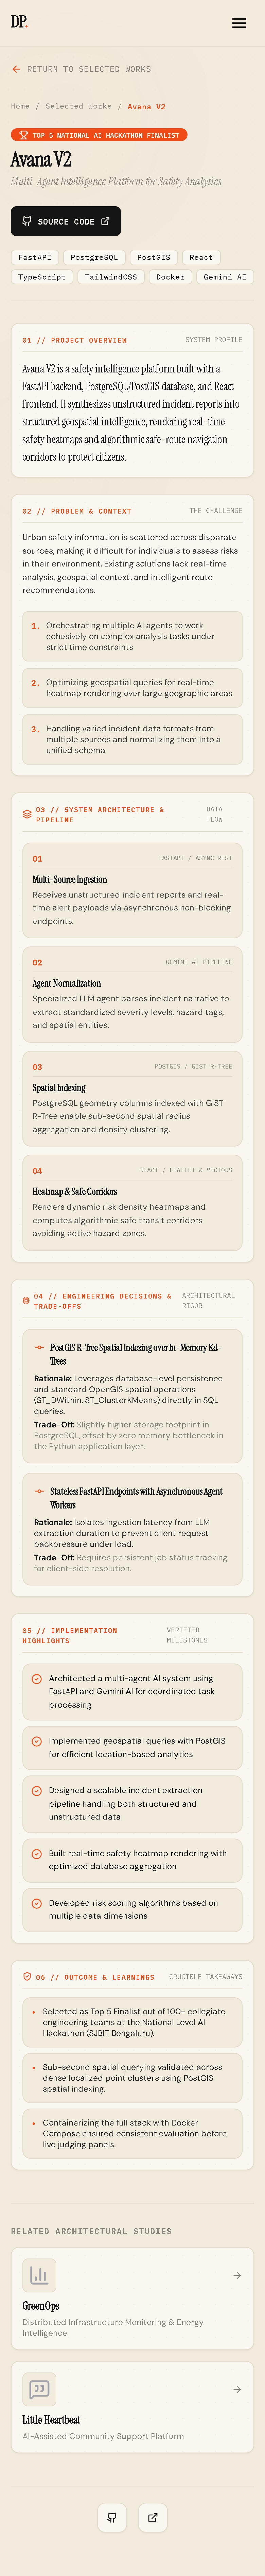 DP.
RETURN TO SELECTED WORKS
Home / Selected Works / Avana V2
TOP 5 NATIONAL AI HACKATHON FINALIST
Avana V2
Multi-Agent Intelligence Platform for Safety Analytics
SOURCE CODE
FastAPI PostgreSQL PostGIS React
TypeScript TailwindCSS Docker Gemini AI
01 // PROJECT OVERVIEW SYSTEM PROFILE
Avana V2 is a safety intelligence platform built with a
FastAPI backend, PostgreSQL/PostGIS database, and React
frontend. It synthesizes unstructured incident reports into
structured geospatial intelligence, rendering real-time
safety heatmaps and algorithmic safe-route navigation
corridors to protect citizens.
02 // PROBLEM & CONTEXT THE CHALLENGE
Urban safety information is scattered across disparate
sources, making it difficult for individuals to assess risks
in their environment. Existing solutions lack real-time
analysis, geospatial context, and intelligent route
recommendations.
1. Orchestrating multiple AI agents to work
cohesively on complex analysis tasks under
strict time constraints
2. Optimizing geospatial queries for real-time
heatmap rendering over large geographic areas
3. Handling varied incident data formats from
multiple sources and normalizing them into a
unified schema
03 // SYSTEM ARCHITECTURE &
PIPELINE
DATA
FLOW
01 FASTAPI / ASYNC REST
Multi-Source Ingestion
Receives unstructured incident reports and real-
time alert payloads via asynchronous non-blocking
endpoints.
02 GEMINI AI PIPELINE
Agent Normalization
Specialized LLM agent parses incident narrative to
extract standardized severity levels, hazard tags,
and spatial entities.
03 POSTGIS / GIST R-TREE
Spatial Indexing
PostgreSQL geometry columns indexed with GIST
R-Tree enable sub-second spatial radius
aggregation and density clustering.
04 REACT / LEAFLET & VECTORS
Heatmap & Safe Corridors
Renders dynamic risk density heatmaps and
computes algorithmic safe transit corridors
avoiding active hazard zones.
04 // ENGINEERING DECISIONS &
TRADE-OFFS
ARCHITECTURAL
RIGOR
PostGIS R-Tree Spatial Indexing over In-Memory Kd-
Trees
Rationale: Leverages database-level persistence
and standard OpenGIS spatial operations
(ST_DWithin, ST_ClusterKMeans) directly in SQL
queries.
Trade-Off: Slightly higher storage footprint in
PostgreSQL, offset by zero memory bottleneck in
the Python application layer.
Stateless FastAPI Endpoints with Asynchronous Agent
Workers
Rationale: Isolates ingestion latency from LLM
extraction duration to prevent client request
backpressure under load.
Trade-Off: Requires persistent job status tracking
for client-side resolution.
05 // IMPLEMENTATION
HIGHLIGHTS
VERIFIED
MILESTONES
Architected a multi-agent AI system using
FastAPI and Gemini AI for coordinated task
processing
Implemented geospatial queries with PostGIS
for efficient location-based analytics
Designed a scalable incident extraction
pipeline handling both structured and
unstructured data
Built real-time safety heatmap rendering with
optimized database aggregation
Developed risk scoring algorithms based on
multiple data dimensions
06 // OUTCOME & LEARNINGS CRUCIAL TAKEAWAYS
Selected as Top 5 Finalist out of 100+ collegiate
engineering teams at the National Level AI
Hackathon (SJBIT Bengaluru).
Sub-second spatial querying validated across
dense localized point clusters using PostGIS
spatial indexing.
Containerizing the full stack with Docker
Compose ensured consistent evaluation before
live judging panels.
RELATED ARCHITECTURAL STUDIES
GreenOps
Distributed Infrastructure Monitoring & Energy
Intelligence
Little Heartbeat
AI-Assisted Community Support Platform